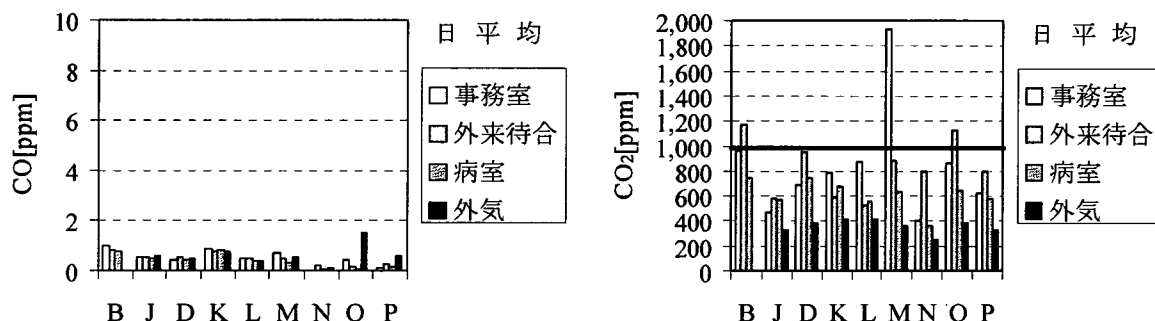 CO[ppm]
10
8
6
4
2
0
B J D K L M N O P
日 平 均
事務室
外来待合
病室
外気
CO₂[ppm]
2,000
1,800
1,600
1,400
1,200
1,000
800
600
400
200
0
B J D K L M N O P
日 平 均
事務室
外来待合
病室
外気